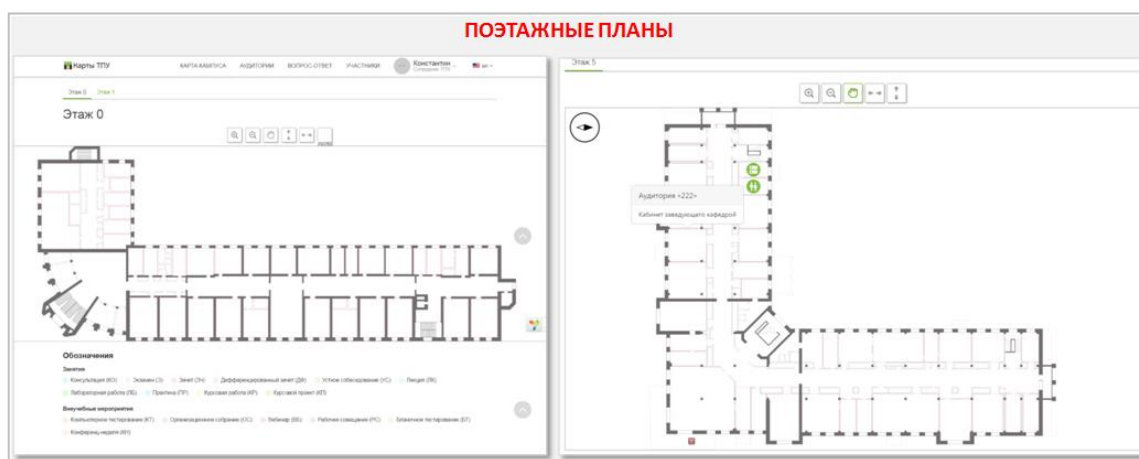 ПОЭТАЖНЫЕ ПЛАНЫ
Карты ТПУ
КАРТА КАМПУСА АУДИТОРИИ ВОПРОС-ОТВЕТ УЧАСТНИКИ
Константин
Сотрудник ТПУ
Этаж 0 Этаж 1
Этаж 0
Обозначения
Занятия
Консультация (КО) Экзамен (Э) Зачет (ЗЧ) Дифференцированный зачет (ДФ) Устное собеседование (УС) Лекция (ЛК)
Лабораторная работа (ЛБ) Практика (ПР) Курсовая работа (КР) Курсовой проект (КП)
Внеучебные мероприятия
Компьютерное тестирование (КТ) Организационное собрание (ОС) Вебинар (ВБ) Рабочее совещание (РС) Бланочное тестирование (БТ)
Конференц-неделя (КН)
Этаж 5
Аудитория «222»
Кабинет заведующего кафедрой